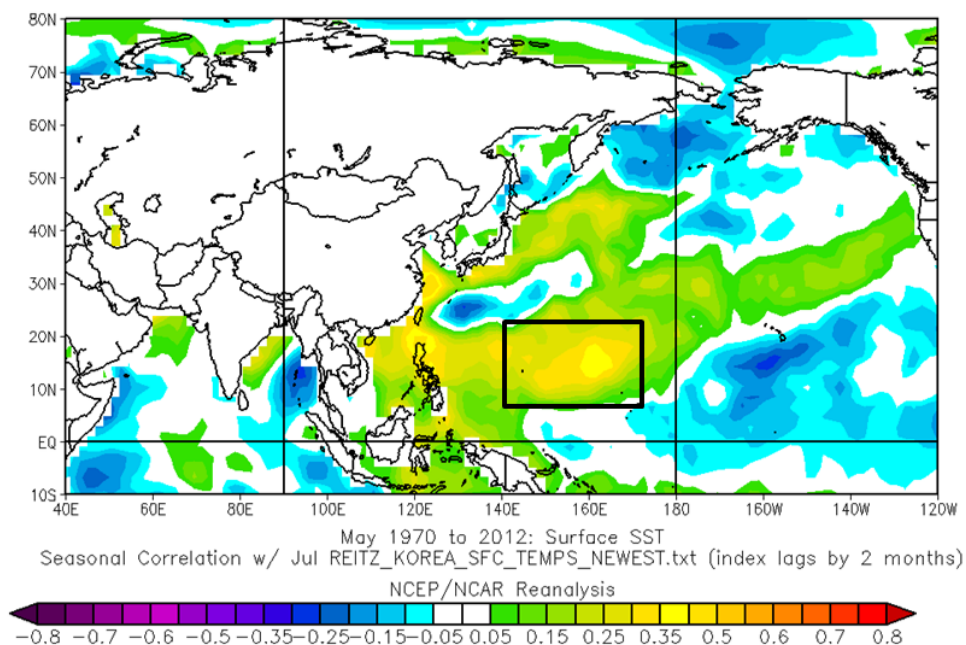 80N
70N
60N
50N
40N
30N
20N
10N
EQ
10S
40E 60E 80E 100E 120E 140E 160E 180 160W 140W 120W
May 1970 to 2012: Surface SST
Seasonal Correlation w/ Jul REITZ_KOREA_SFC_TEMPS_NEWEST.txt (index lags by 2 months)
NCEP/NCAR Reanalysis
-0.8 -0.7 -0.6 -0.5 -0.35 -0.25 -0.15 -0.05 0.05 0.15 0.25 0.35 0.5 0.6 0.7 0.8